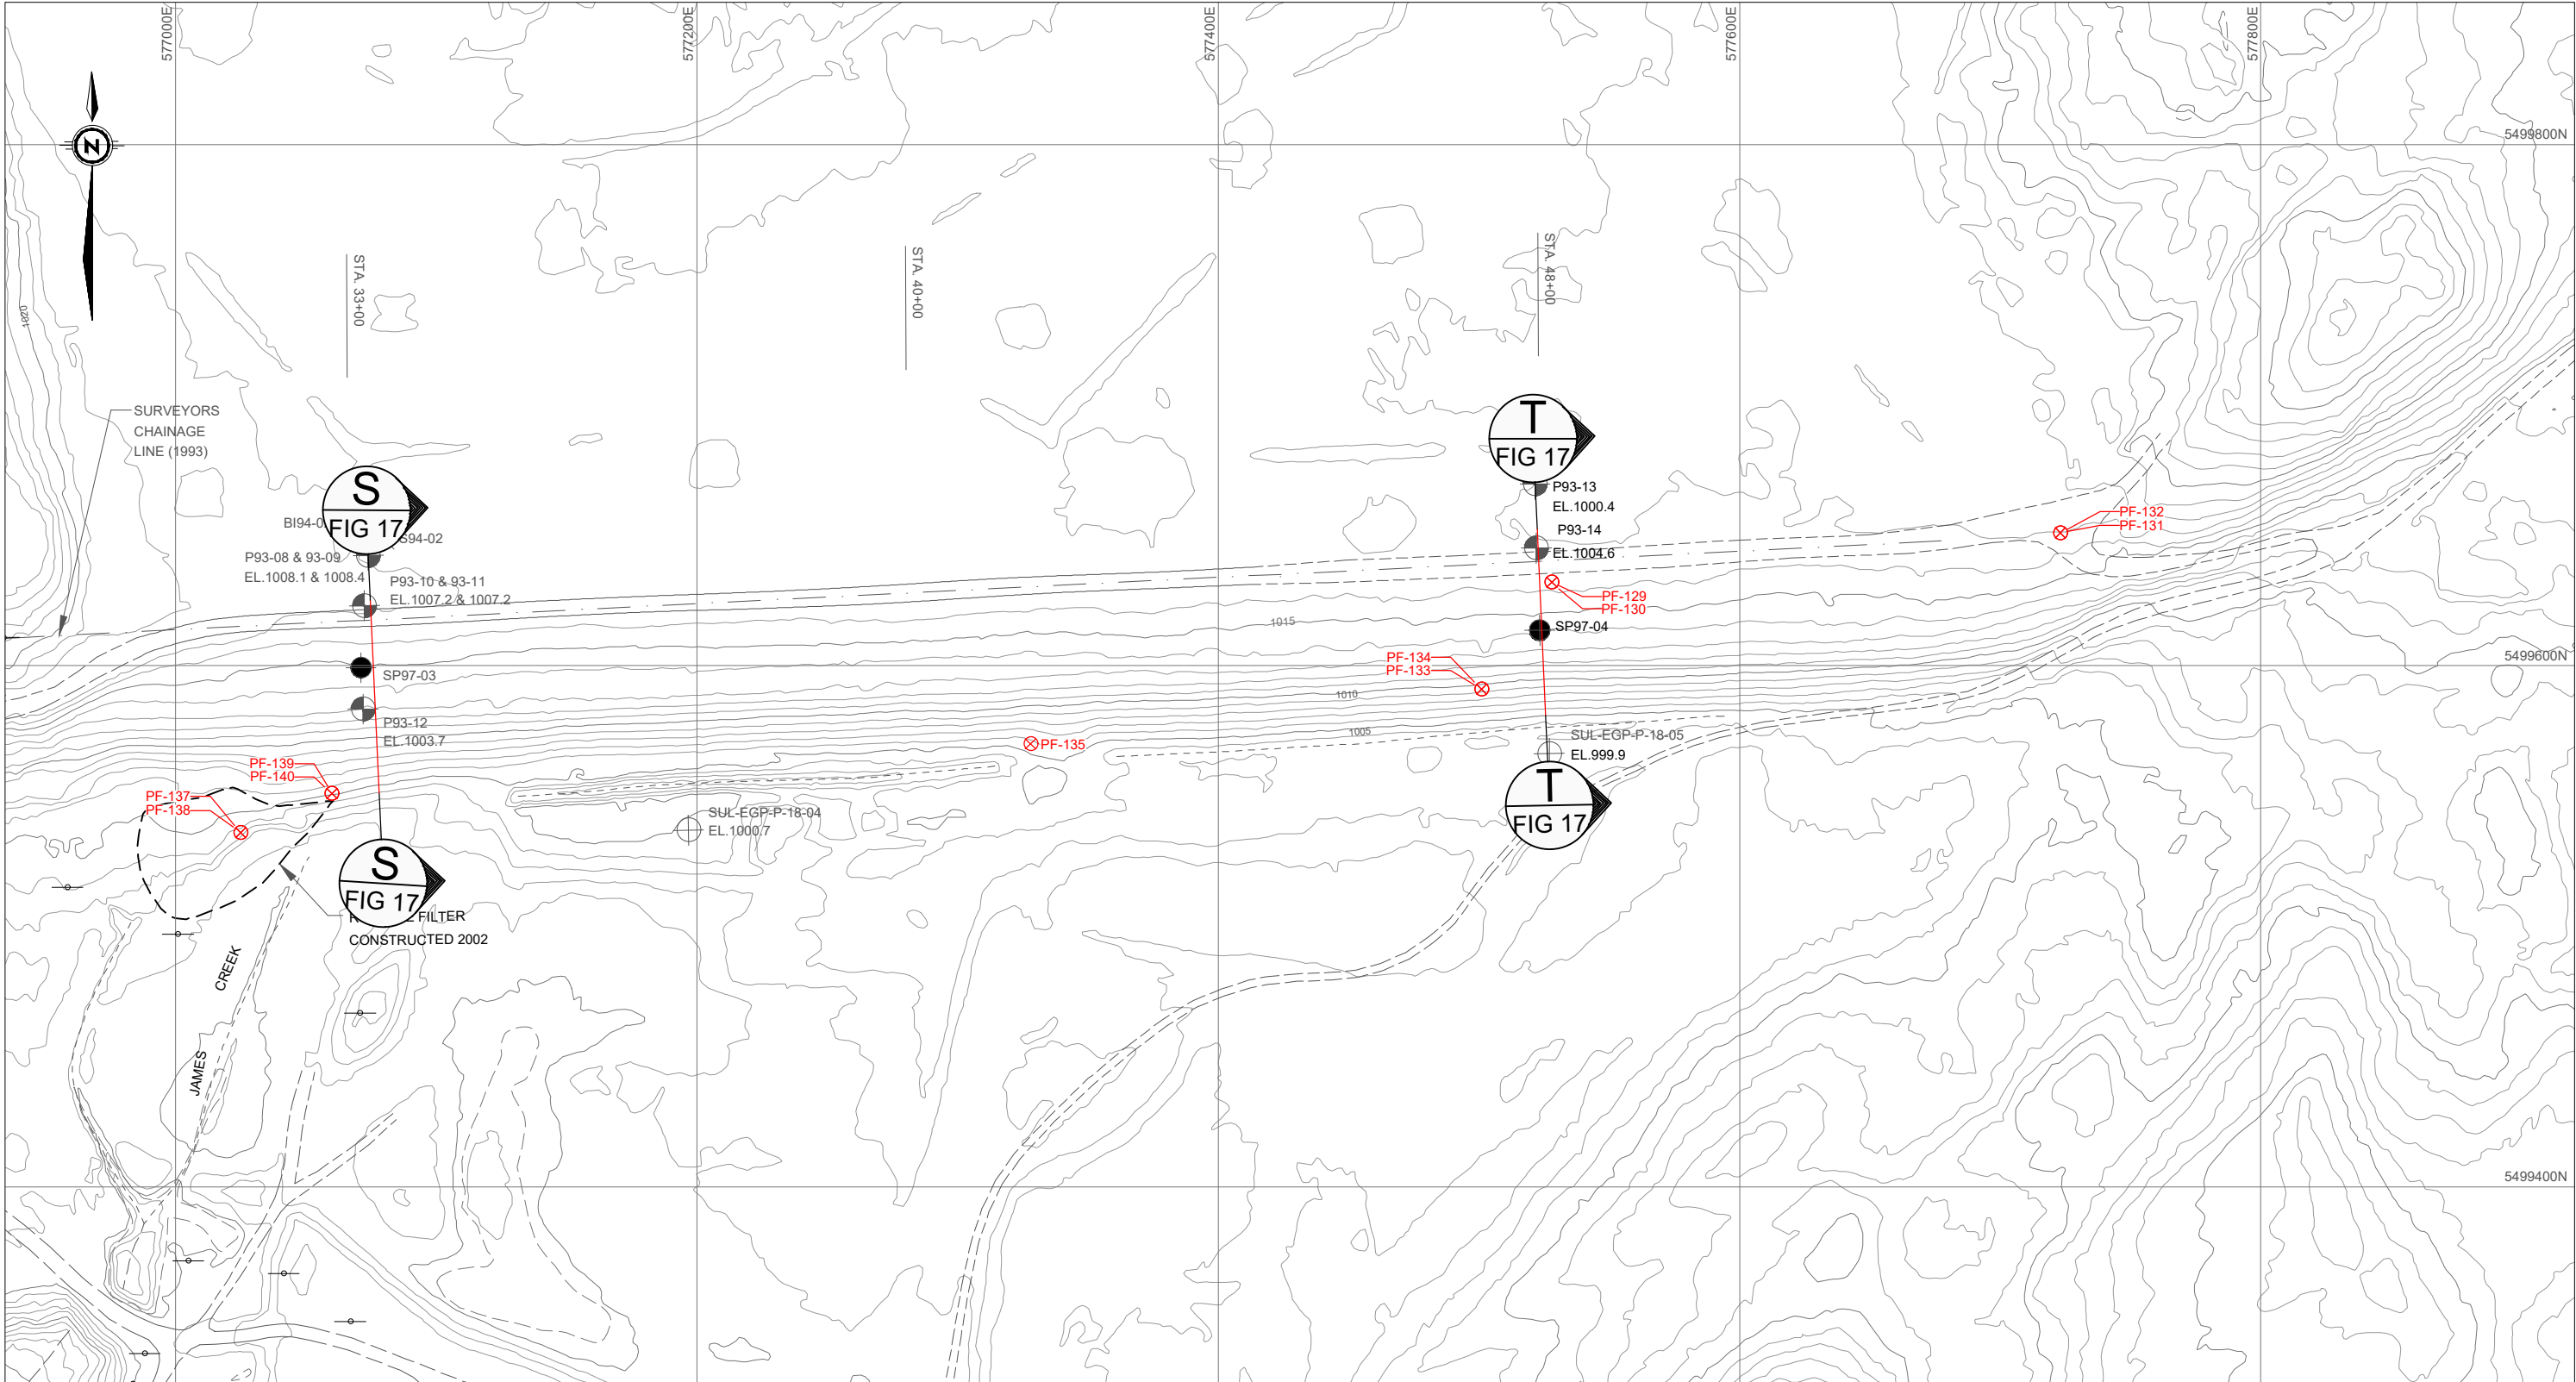 577000E
577200E
577400E
577600E
577800E
5499800N
N
STA. 33+00
STA. 40+00
STA. 48+00
1020
SURVEYORS
CHAINAGE
LINE (1993)
S
FIG 17
BI94-0
S94-02
P93-08 & 93-09
EL.1008.1 & 1008.4
P93-10 & 93-11
EL.1007.2 & 1007.2
T
FIG 17
P93-13
EL.1000.4
P93-14
EL.1004.6
PF-132
PF-131
PF-129
PF-130
1015
SP97-04
5499600N
PF-134
PF-133
SP97-03
1010
P93-12
EL.1003.7
1005
PF-135
SUL-EGP-P-18-05
EL.999.9
PF-139
PF-140
PF-137
PF-138
T
FIG 17
SUL-EGP-P-18-04
EL.1000.7
S
FIG 17
FILTER
CONSTRUCTED 2002
CREEK
JAMES
5499400N